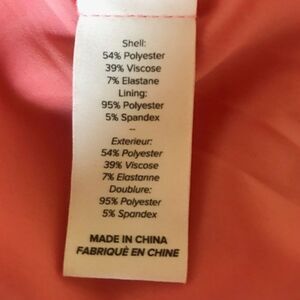 Shell:
54% Polyester
39% Viscose
7% Elastane
Lining:
95% Polyester
5% Spandex
--
Exterieur:
54% Polyester
39% Viscose
7% Elastanne
Doublure:
95% Polyester
5% Spandex
MADE IN CHINA
FABRIQUÉ EN CHINE